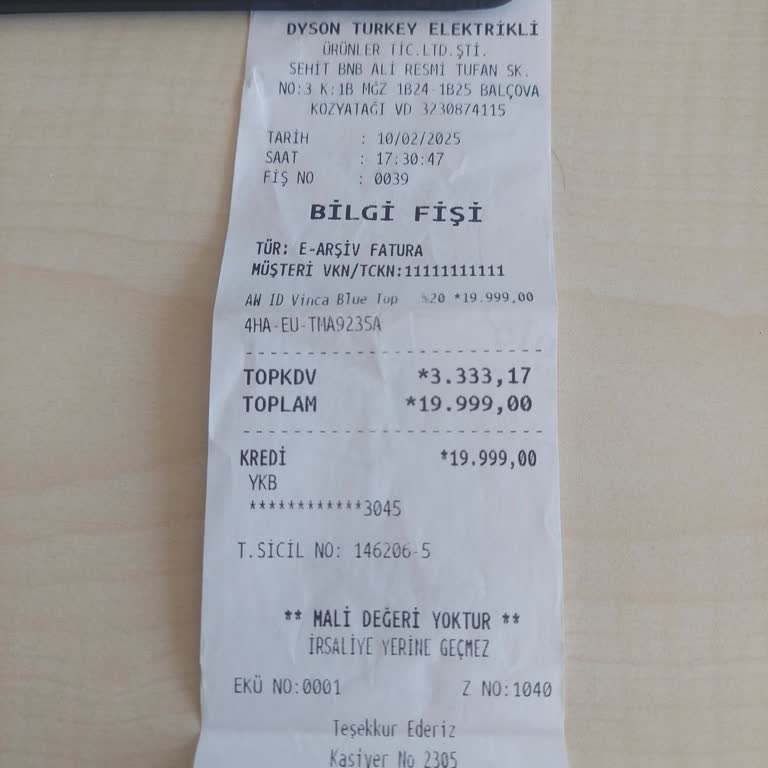 DYSON TURKEY ELEKTRİKLİ
ÜRÜNLER TİC.LTD.ŞTİ.
SEHİT BNB ALİ RESMİ TUFAN SK.
NO:3 K:1B MĞZ 1B24-1B25 BALÇOVA
KOZYATAĞI VD 3230874115
TARİH : 10/02/2025
SAAT : 17:30:47
FİŞ NO : 0039
BİLGİ FİŞİ
TÜR: E-ARŞİV FATURA
MÜŞTERİ VKN/TCKN:11111111111
AW ID Vinca Blue Top %20 *19.999,00
4HA-EU-TMA9235A
TOPKDV *3.333,17
TOPLAM *19.999,00
KREDİ *19.999,00
YKB
************3045
T.SİCİL NO: 146206-5
** MALİ DEĞERİ YOKTUR **
İRSALİYE YERİNE GEÇMEZ
EKÜ NO:0001 Z NO:1040
Teşekkur Ederiz
Kasiyer No 2305